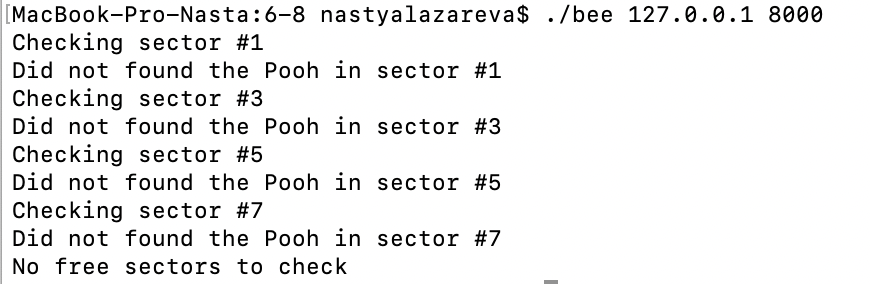 [MacBook-Pro-Nasta:6-8 nastyalazareva$ ./bee 127.0.0.1 8000
Checking sector #1
Did not found the Pooh in sector #1
Checking sector #3
Did not found the Pooh in sector #3
Checking sector #5
Did not found the Pooh in sector #5
Checking sector #7
Did not found the Pooh in sector #7
No free sectors to check